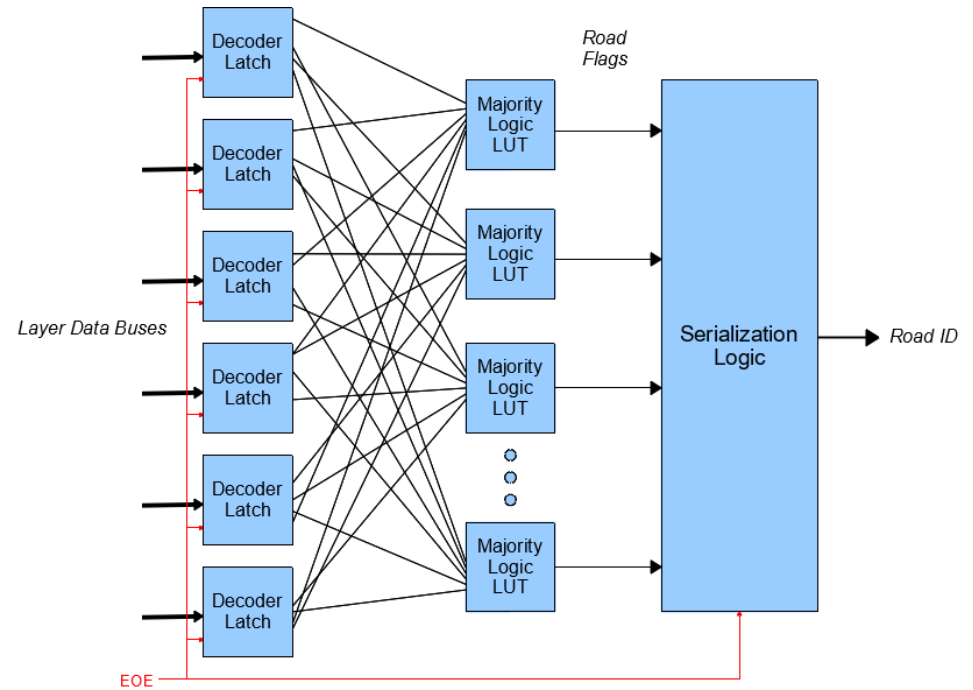 Decoder
Latch
Decoder
Latch
Decoder
Latch
Decoder
Latch
Decoder
Latch
Decoder
Latch
Layer Data Buses
EOE
Majority
Logic
LUT
Majority
Logic
LUT
Majority
Logic
LUT
Majority
Logic
LUT
Road
Flags
Serialization
Logic
Road ID